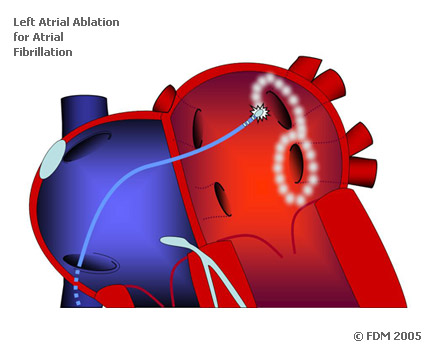 Left Atrial Ablation
for Atrial
Fibrillation
© FDM 2005